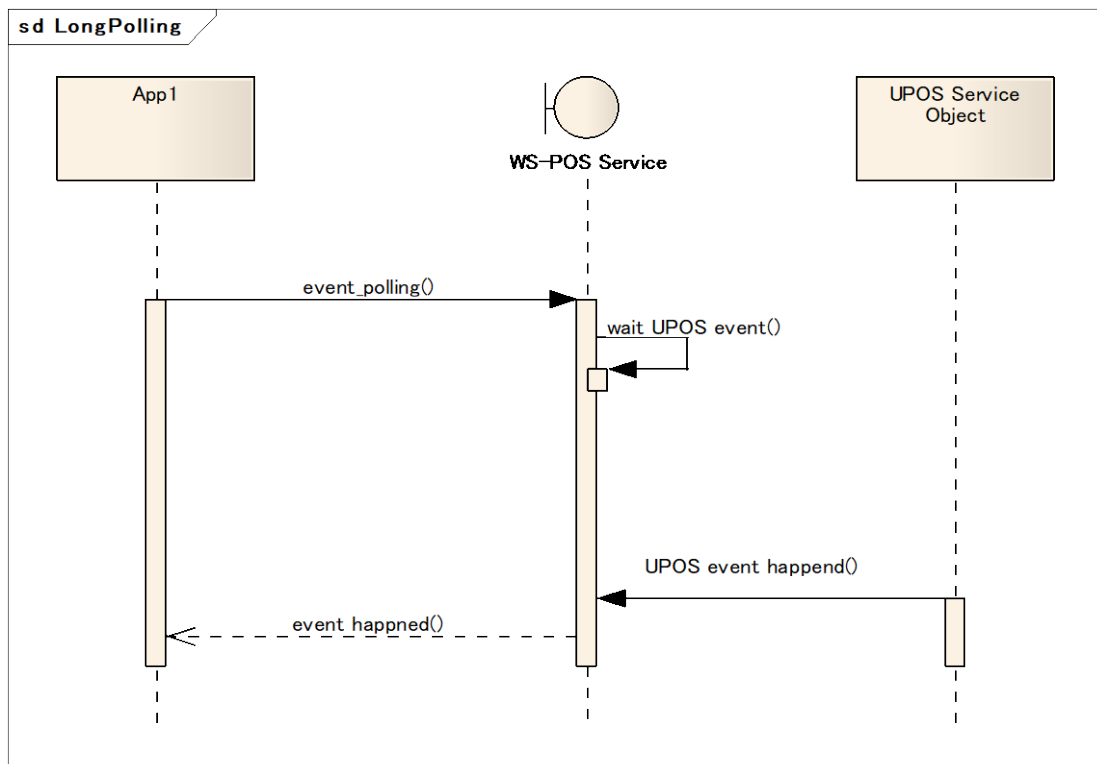 sd LongPolling
App1
WS-POS Service
UPOS Service
Object
event_polling()
wait UPOS event()
UPOS event happend()
event happned()